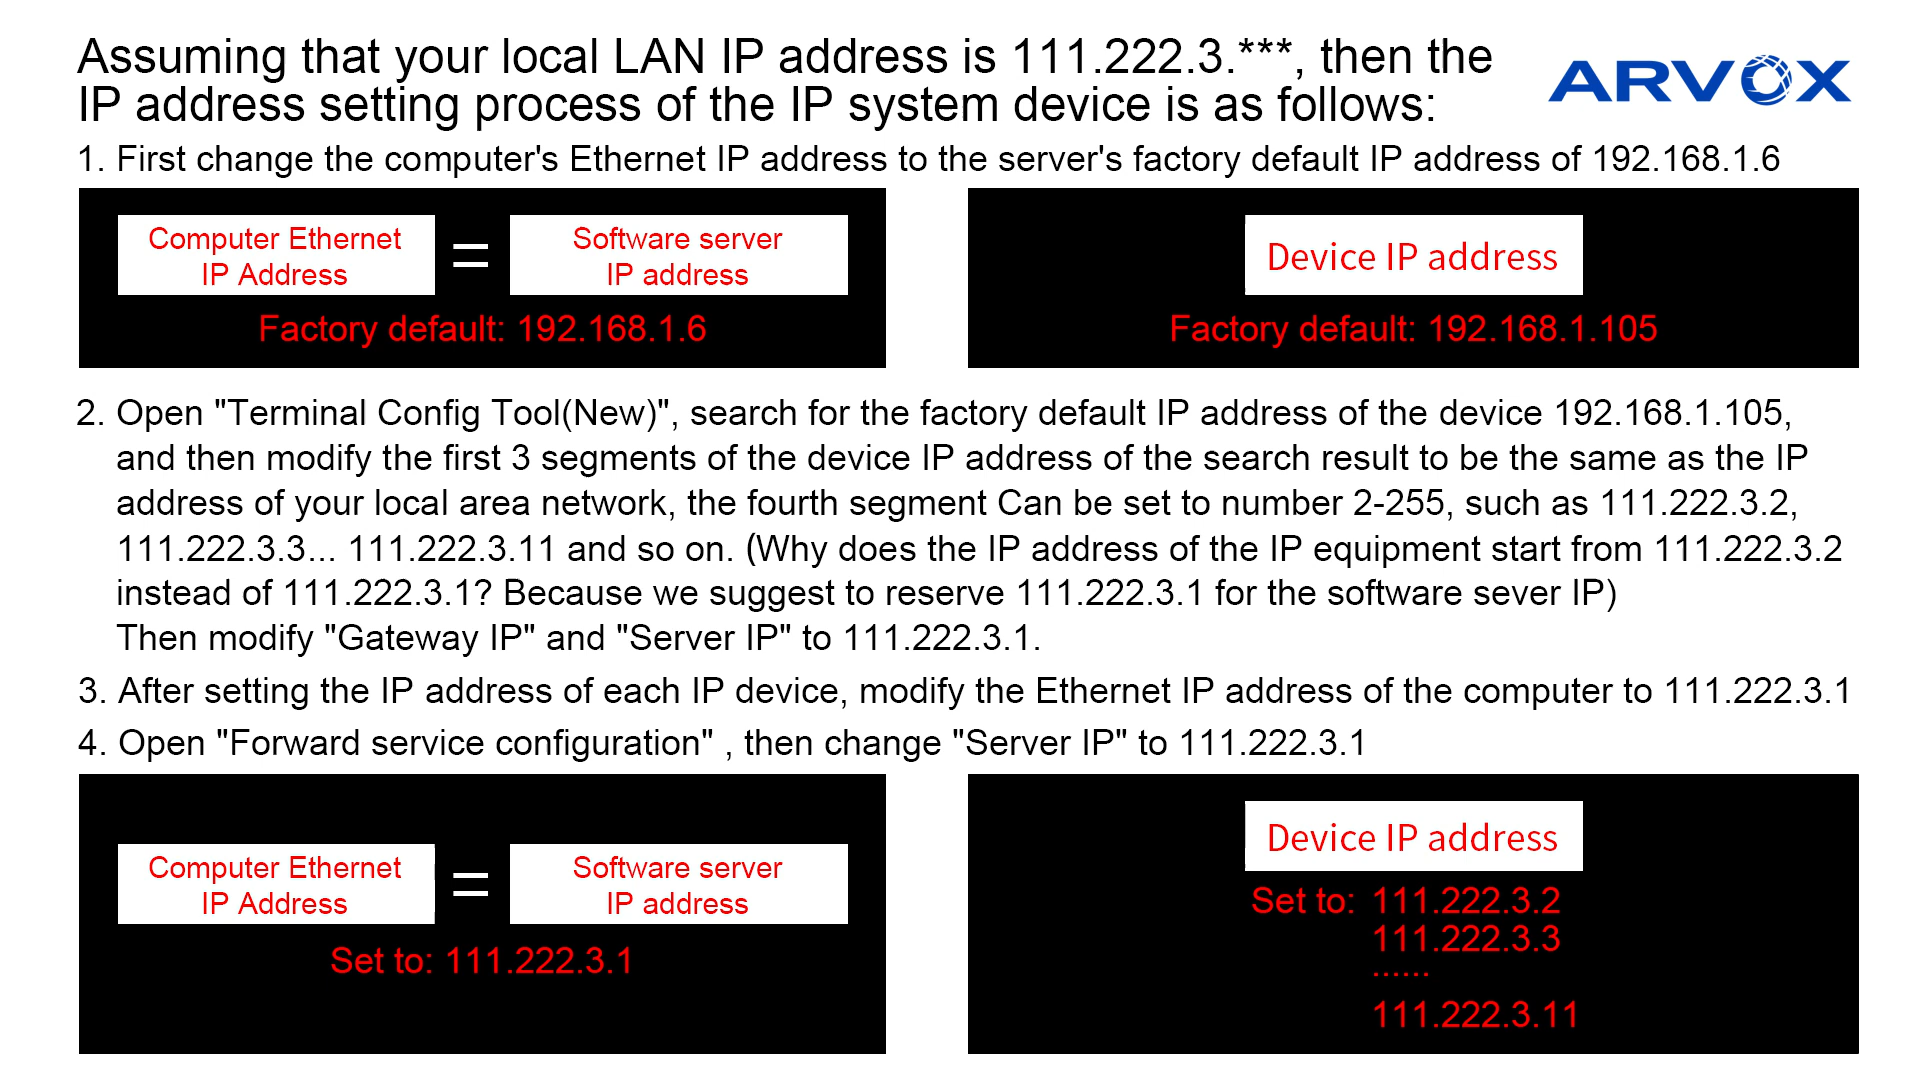 Assuming that your local LAN IP address is 111.222.3.***, then the
IP address setting process of the IP system device is as follows:
ARVOX
1. First change the computer's Ethernet IP address to the server's factory default IP address of 192.168.1.6
Computer Ethernet
IP Address
=
Software server
IP address
Factory default: 192.168.1.6
Device IP address
Factory default: 192.168.1.105
2. Open "Terminal Config Tool(New)", search for the factory default IP address of the device 192.168.1.105,
and then modify the first 3 segments of the device IP address of the search result to be the same as the IP
address of your local area network, the fourth segment Can be set to number 2-255, such as 111.222.3.2,
111.222.3.3... 111.222.3.11 and so on. (Why does the IP address of the IP equipment start from 111.222.3.2
instead of 111.222.3.1? Because we suggest to reserve 111.222.3.1 for the software sever IP)
Then modify "Gateway IP" and "Server IP" to 111.222.3.1.
3. After setting the IP address of each IP device, modify the Ethernet IP address of the computer to 111.222.3.1
4. Open "Forward service configuration" , then change "Server IP" to 111.222.3.1
Computer Ethernet
IP Address
=
Software server
IP address
Set to: 111.222.3.1
Device IP address
Set to: 111.222.3.2
111.222.3.3
······
111.222.3.11